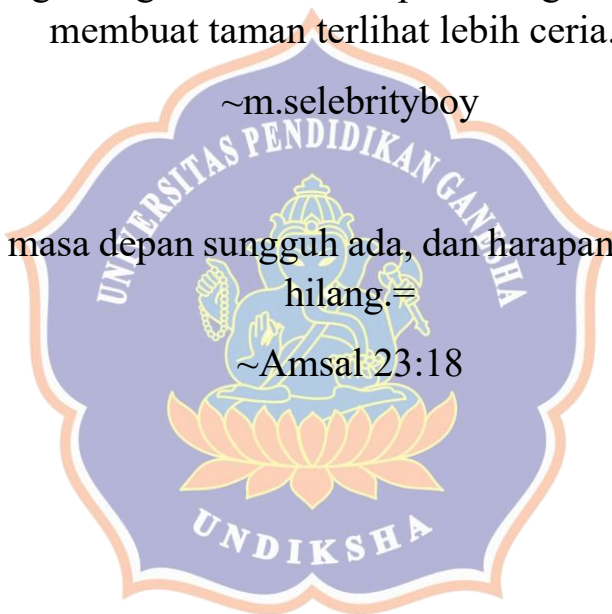 membuat taman terlihat lebih ceria.
~m.selebrityboy
UNIVERSITAS PENDIDIKAN GANESHA
masa depan sungguh ada, dan harapan
hilang.=
~Amsal 23:18
UNDIKSHA